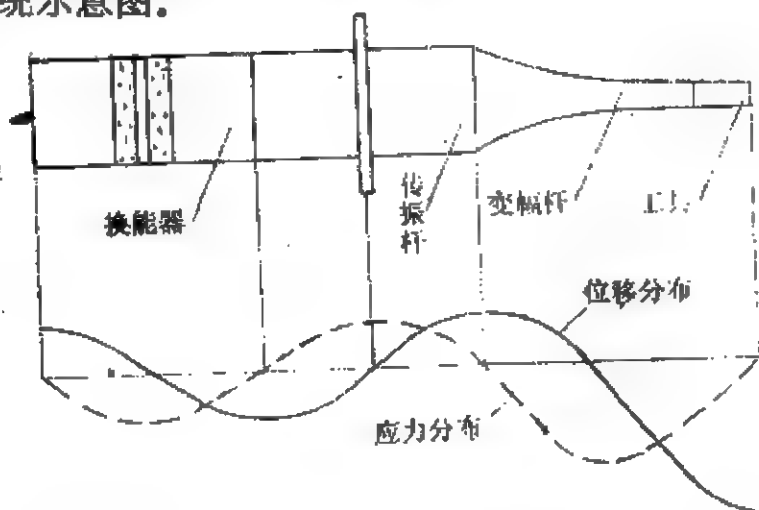 统示意图.
换能器
传振杆
变幅杆
位移分布
应力分布